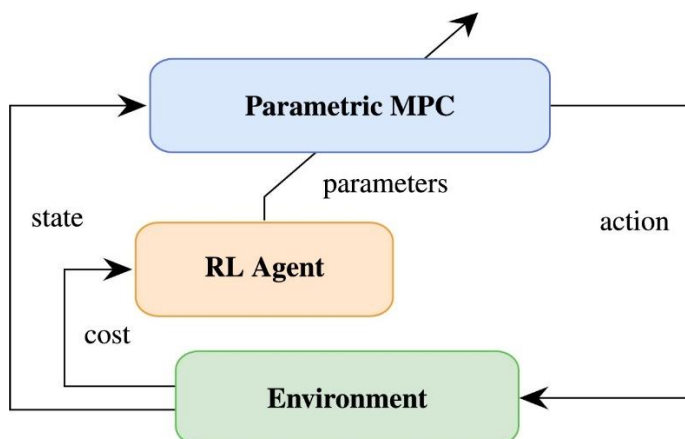 Parametric MPC
parameters
state
action
RL Agent
cost
Environment